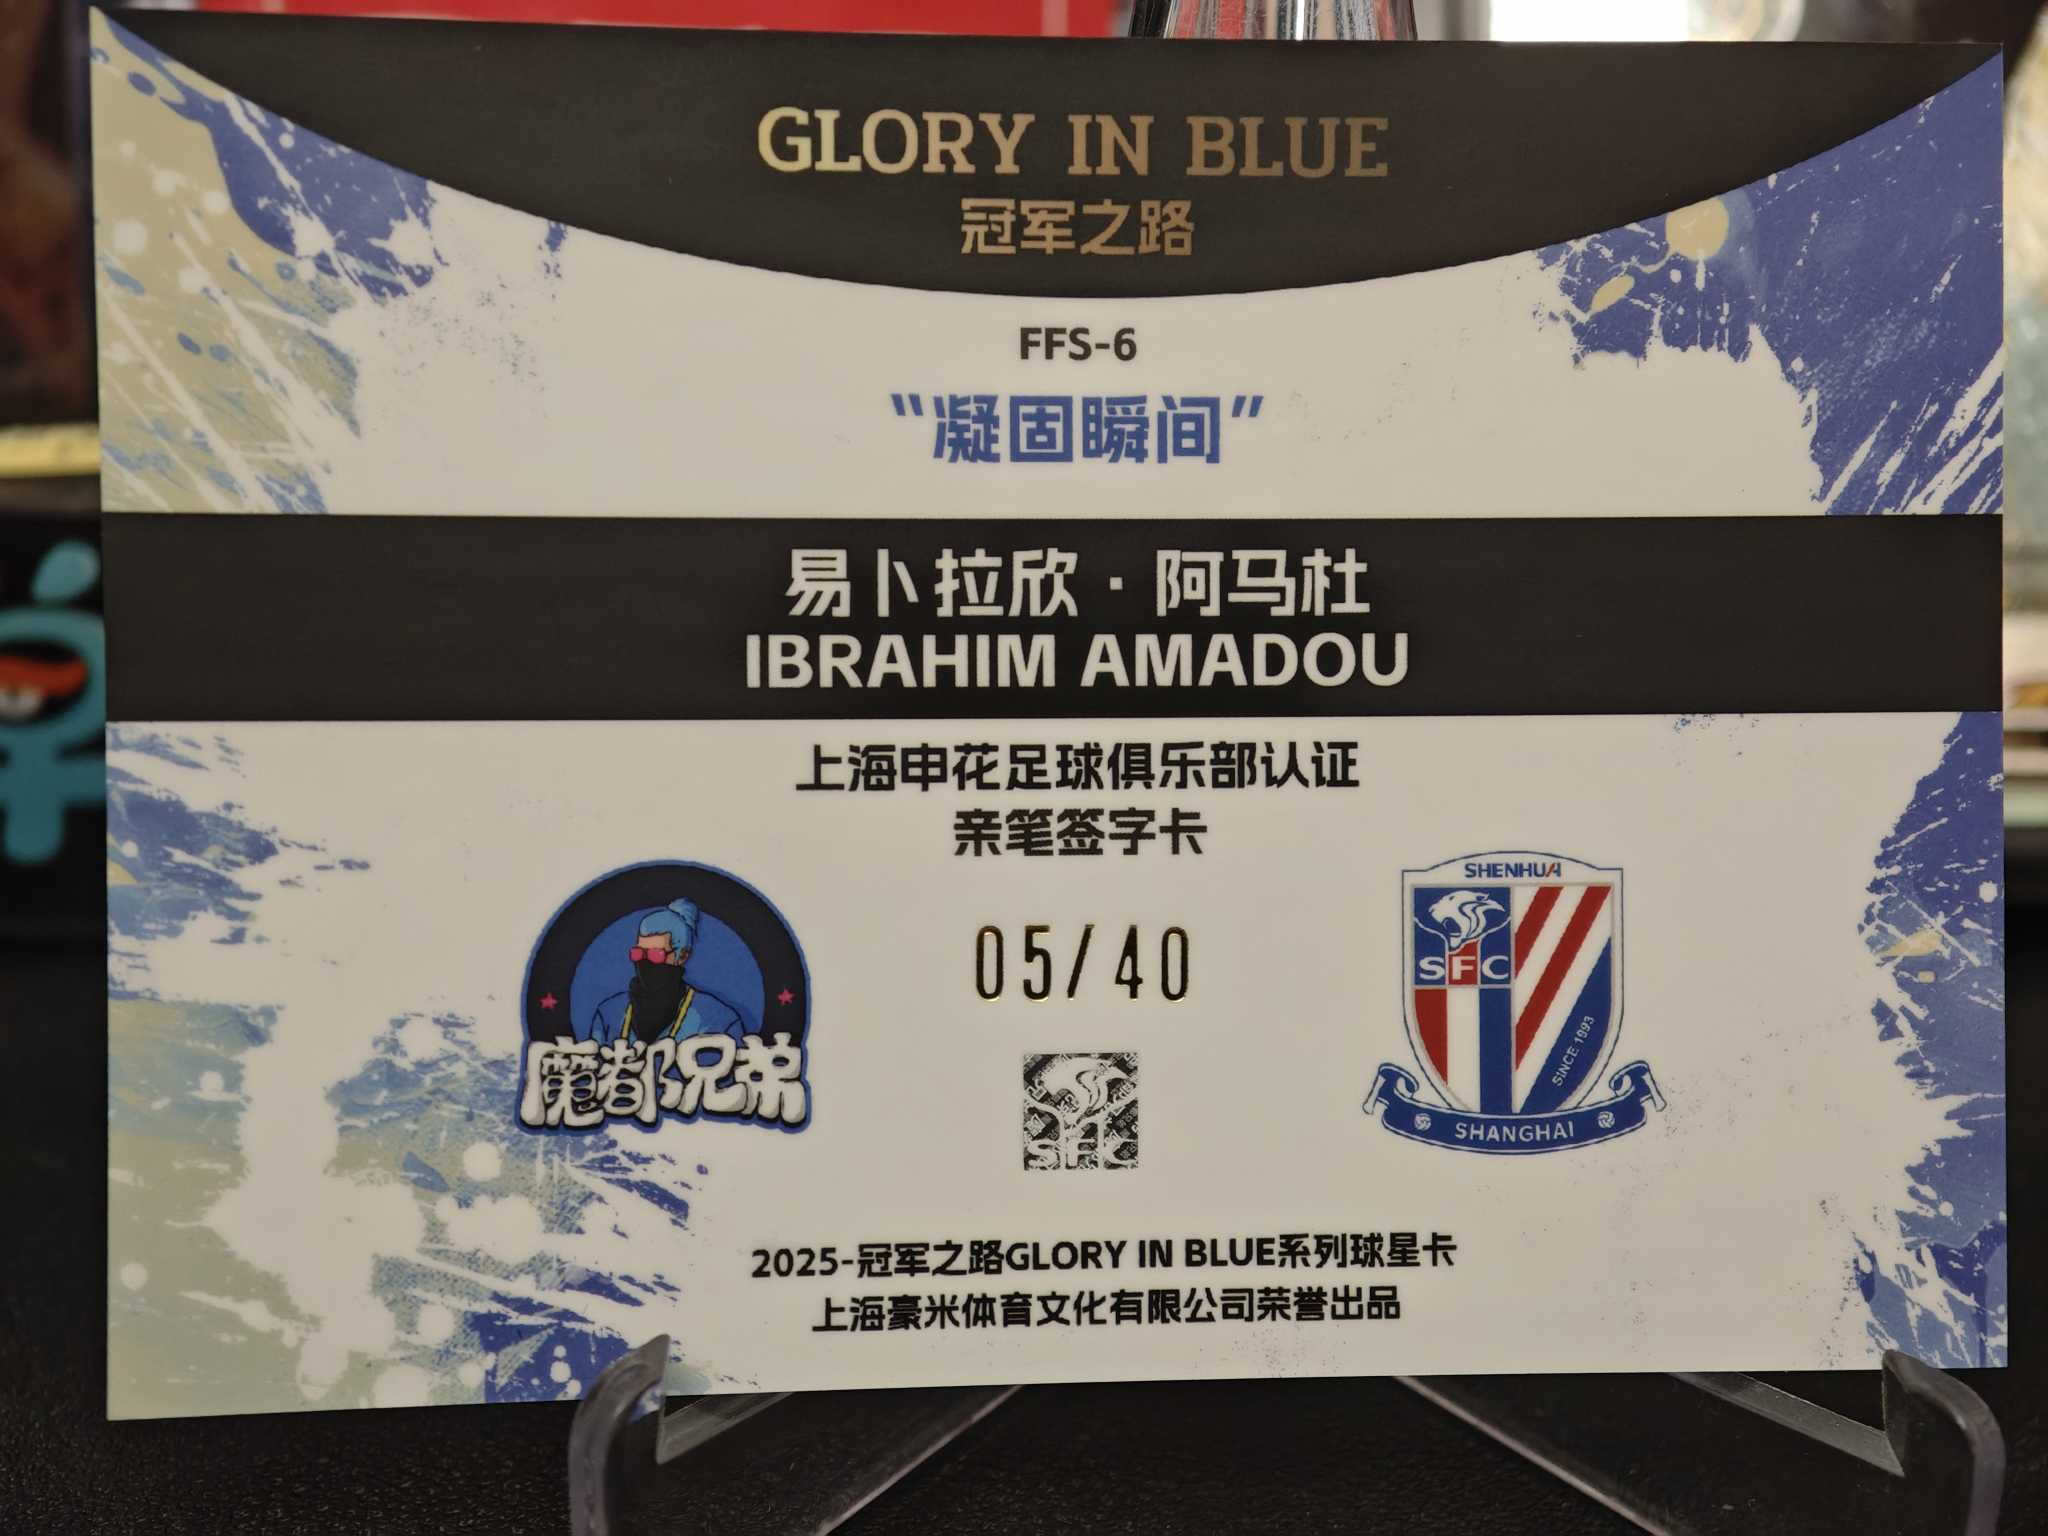 GLORY IN BLUE
冠军之路
FFS-6
“凝固瞬间”
易卜拉欣·阿马杜
IBRAHIM AMADOU
上海申花足球俱乐部认证
亲笔签字卡
05/40
魔都兄弟
SFC
SHENHUA
SFC
SINCE 1993
SHANGHAI
2025-冠军之路GLORY IN BLUE系列球星卡
上海豪米体育文化有限公司荣誉出品